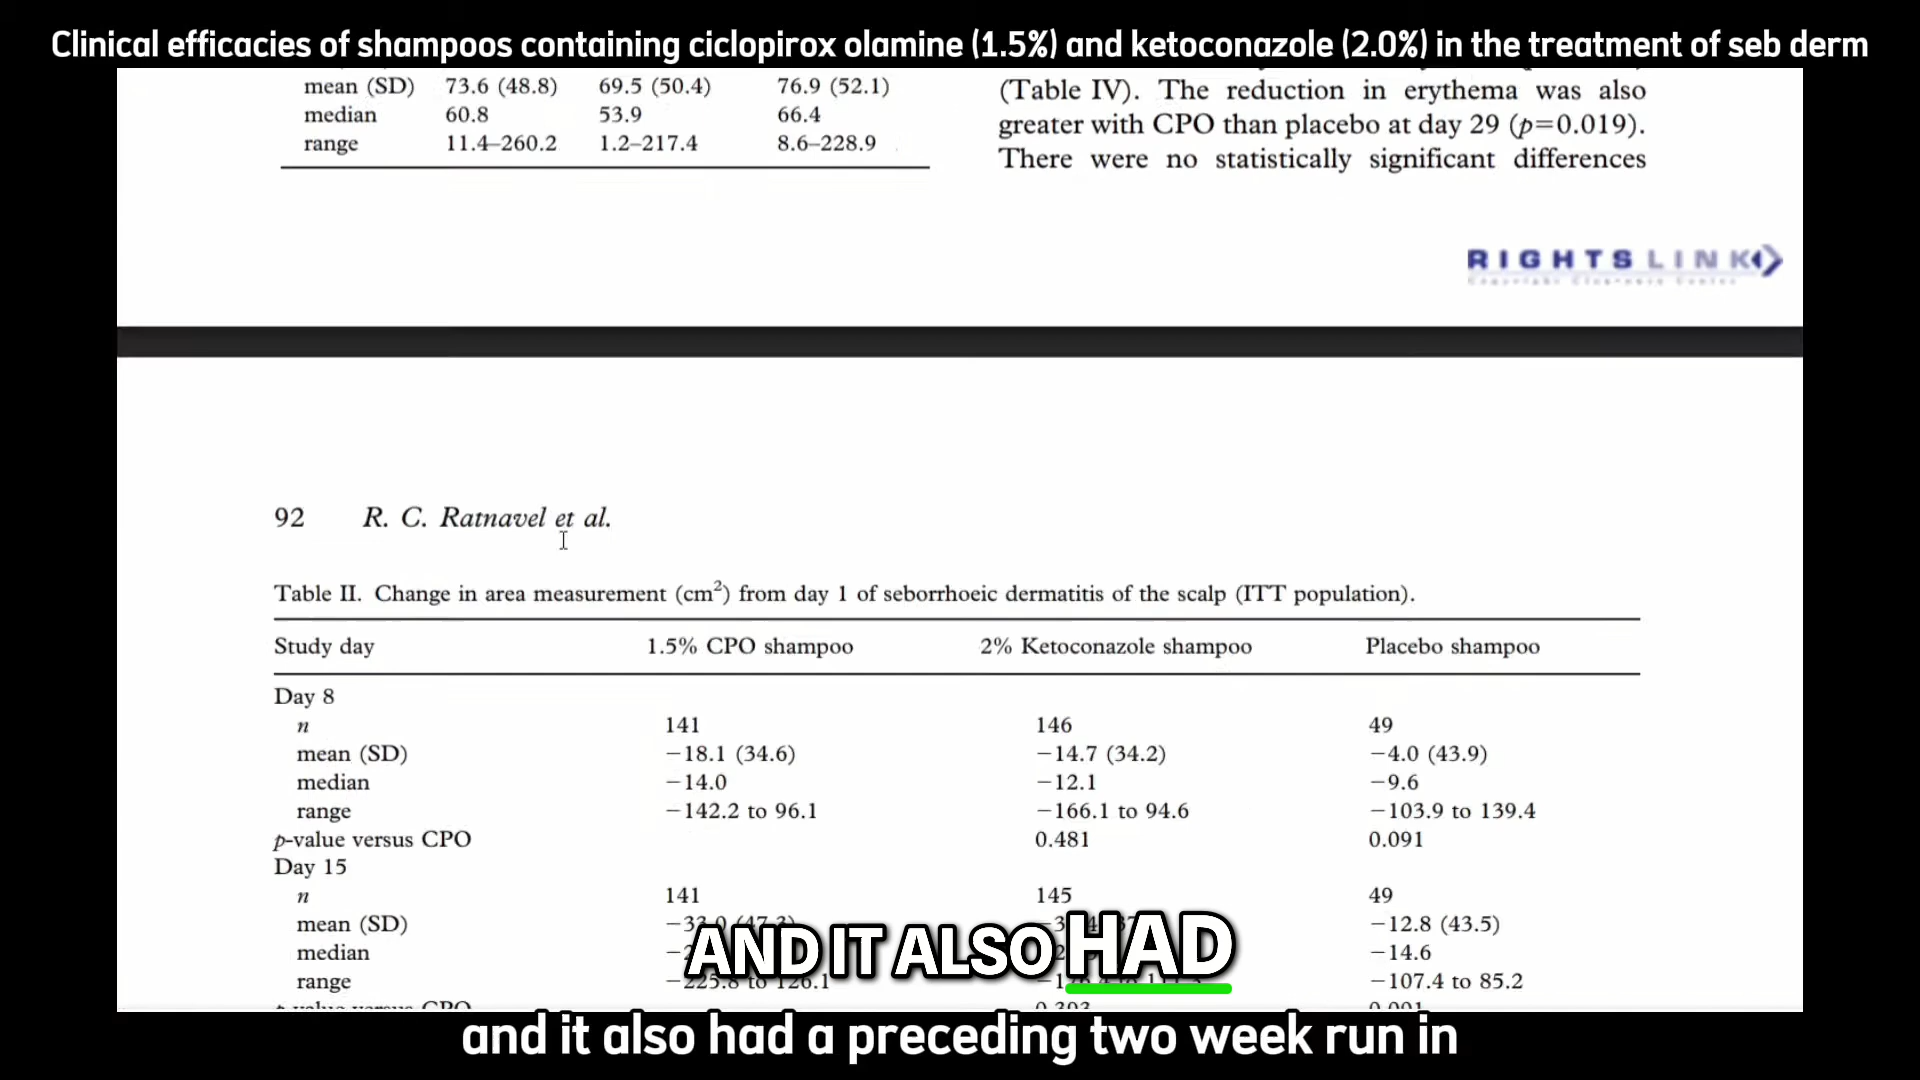 Clinical efficacies of shampoos containing ciclopirox olamine (1.5%) and ketoconazole (2.0%) in the treatment of seb derm
mean (SD) 73.6 (48.8) 69.5 (50.4) 76.9 (52.1)
median 60.8 53.9 66.4
range 11.4–260.2 1.2–217.4 8.6–228.9
(Table IV). The reduction in erythema was also
greater with CPO than placebo at day 29 (p=0.019).
There were no statistically significant differences
RIGHTSLINK
92 R. C. Ratnavel et al.
Table II. Change in area measurement (cm²) from day 1 of seborrhoeic dermatitis of the scalp (ITT population).
Study day 1.5% CPO shampoo 2% Ketoconazole shampoo Placebo shampoo
Day 8
n 141 146 49
mean (SD) −18.1 (34.6) −14.7 (34.2) −4.0 (43.9)
median −14.0 −12.1 −9.6
range −142.2 to 96.1 −166.1 to 94.6 −103.9 to 139.4
p-value versus CPO 0.481 0.091
Day 15
n 141 145 49
mean (SD) −12.8 (43.5)
median −14.6
range −225.8 to 126.1 −107.4 to 85.2
AND IT ALSO HAD
and it also had a preceding two week run in